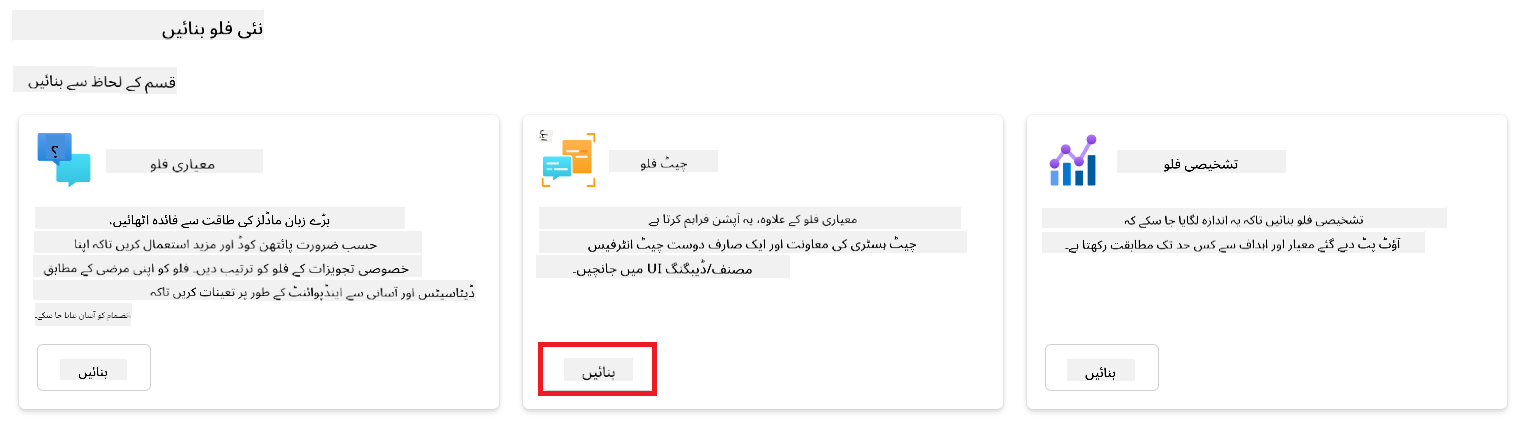 نئی فلو بنائیں
قسم کے لحاظ سے بنائیں
؟
معیاری فلو
بڑے زبان ماڈلز کی طاقت سے فائدہ اٹھائیں،
حسب ضرورت پائتھن کوڈ اور مزید استعمال کریں تاکہ اپنا
خصوصی تجویزات کے فلو کو ترتیب دیں۔ فلو کو اپنی مرضی کے مطابق
ڈیٹاسیٹس اور آسانی سے اینڈپوائنٹ کے طور پر تعینات کریں تاکہ
انضمام کو آسان بنایا جا سکے۔
بنائیں
چیٹ فلو
معیاری فلو کے علاوہ، یہ آپشن فراہم کرتا ہے
چیٹ ہسٹری کی معاونت اور ایک صارف دوست چیٹ انٹرفیس
مصنف/ڈیبگنگ UI میں جانچیں۔
بنائیں
تشخیصی فلو
تشخیصی فلو بنائیں تاکہ یہ اندازہ لگایا جا سکے کہ
آؤٹ پٹ دیے گئے معیار اور اہداف سے کس حد تک مطابقت رکھتا ہے۔
بنائیں